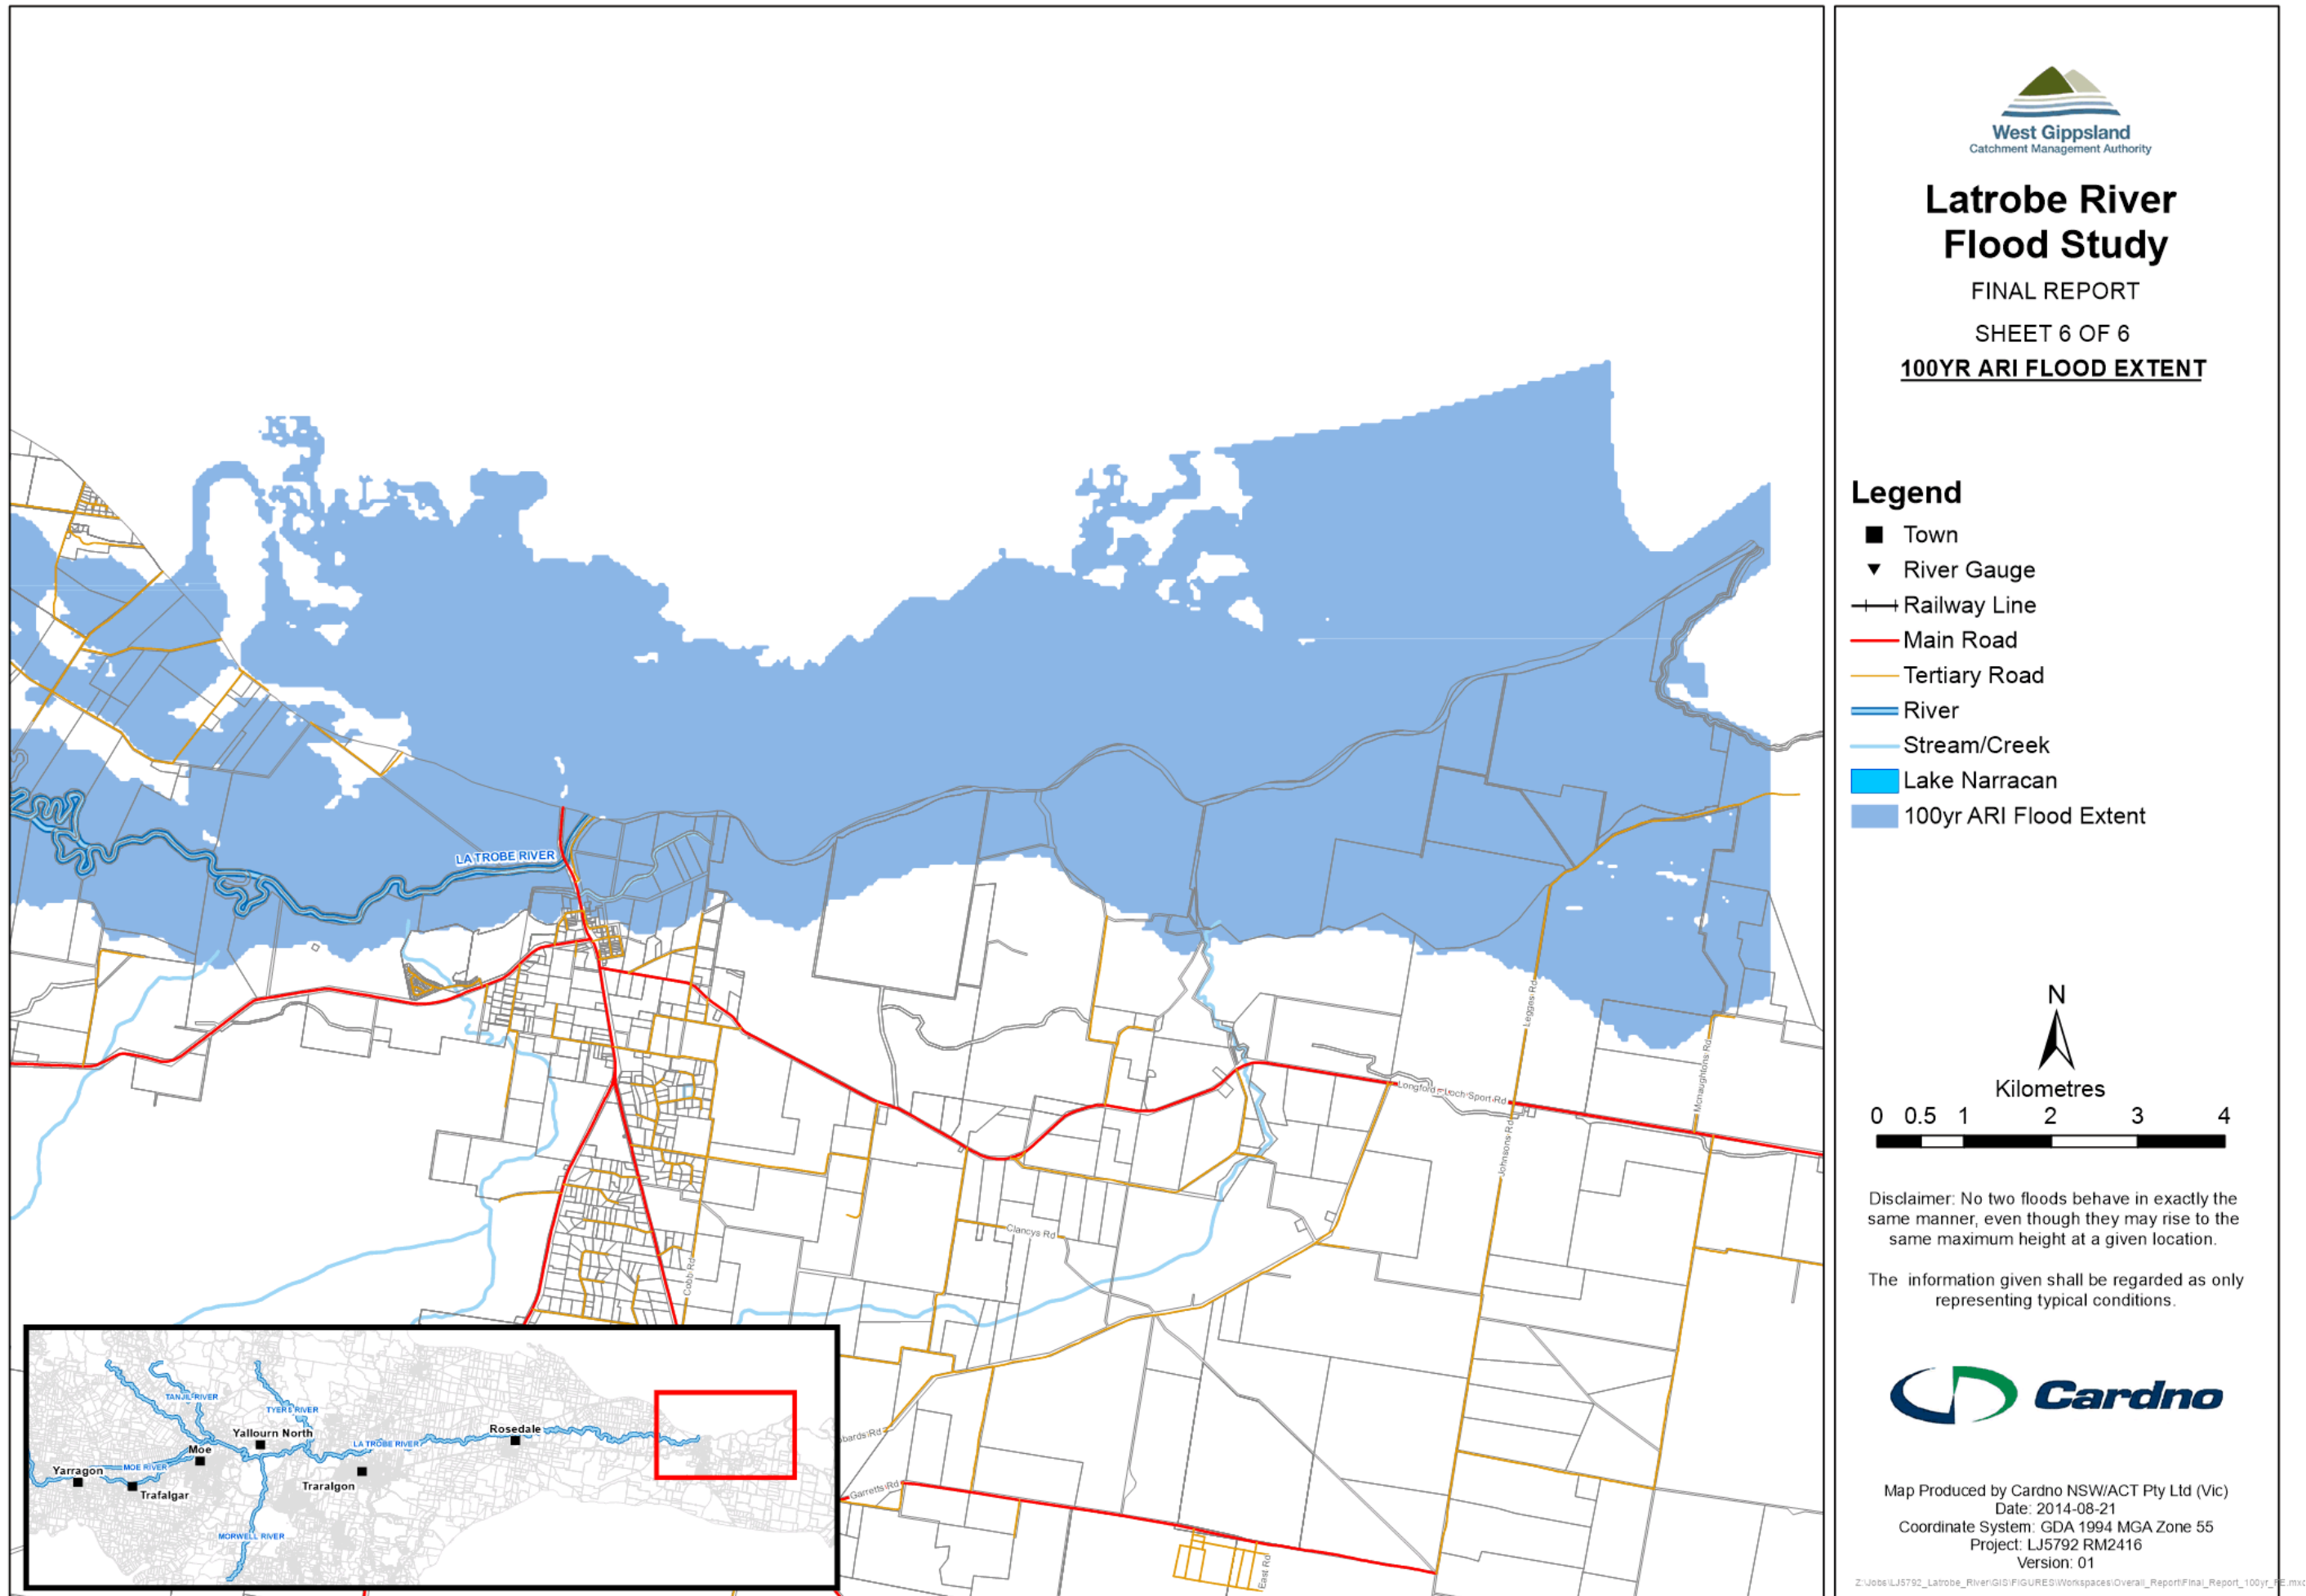 West Gippsland
Catchment Management Authority
Latrobe River
Flood Study
FINAL REPORT
SHEET 6 OF 6
100YR ARI FLOOD EXTENT
Legend
Town
River Gauge
Railway Line
Main Road
Tertiary Road
River
Stream/Creek
Lake Narracan
100yr ARI Flood Extent
N
Kilometres
0 0.5 1 2 3 4
Disclaimer: No two floods behave in exactly the
same manner, even though they may rise to the
same maximum height at a given location.
The information given shall be regarded as only
representing typical conditions.
Cardno
Map Produced by Cardno NSW/ACT Pty Ltd (Vic)
Date: 2014-08-21
Coordinate System: GDA 1994 MGA Zone 55
Project: LJ5792 RM2416
Version: 01
LA TROBE RIVER
Legges Rd
Mcnaughtons Rd
Longford - Loch Sport Rd
Johnsons Rd
Clancys Rd
Cobb Rd
bards Rd
Garretts Rd
East Rd
TANJIL RIVER
TYERS RIVER
Yallourn North
Rosedale
LA TROBE RIVER
Moe
Yarragon
MOE RIVER
Trafalgar
Traralgon
MORWELL RIVER